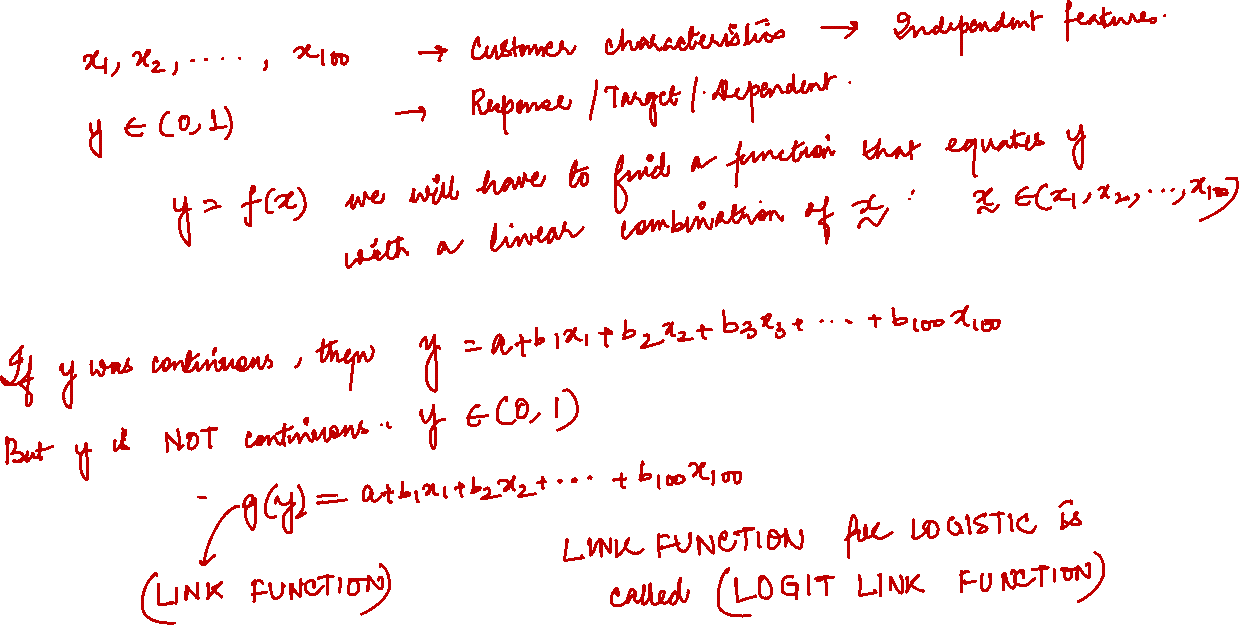 x₁, x₂, ....., x₁₀₀ → Customer characteristics → Independent features.
y ∈ (0,1) → Response / Target / Dependent.
y = f(x) we will have to find a function that equates y
with a linear combination of x̰. x̰ ∈ (x₁, x₂, ..., x₁₀₀)
If y was continuous, then y = a+b₁x₁+b₂x₂+b₃x₃+ ... + b₁₀₀x₁₀₀
But y is NOT continuous. y ∈ (0,1)
g(y) = a+b₁x₁+b₂x₂+... + b₁₀₀x₁₀₀
LINK FUNCTION for LOGISTIC is
(LINK FUNCTION) called (LOGIT LINK FUNCTION)